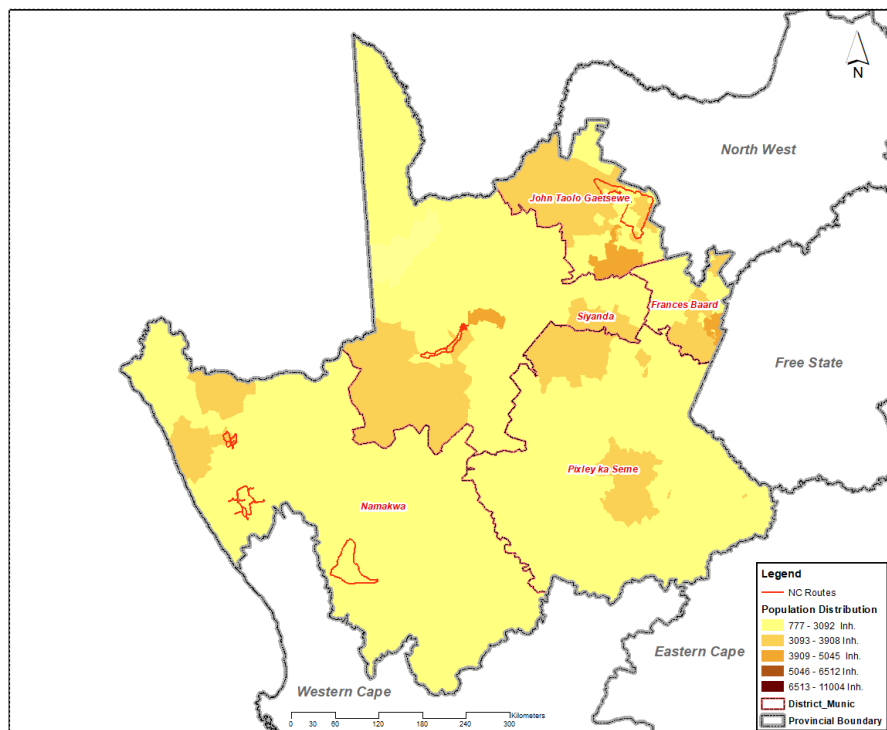 N
North West
John Taolo Gaetsewe
Frances Baard
Siyanda
Free State
Pixley ka Seme
Namakwa
Eastern Cape
Western Cape
Kilometers
0 30 60 120 180 240 300
Legend
NC Routes
Population Distribution
777 - 3092 Inh.
3093 - 3908 Inh.
3909 - 5045 Inh.
5046 - 6512 Inh.
6513 - 11004 Inh.
District_Munic
Provincial Boundary